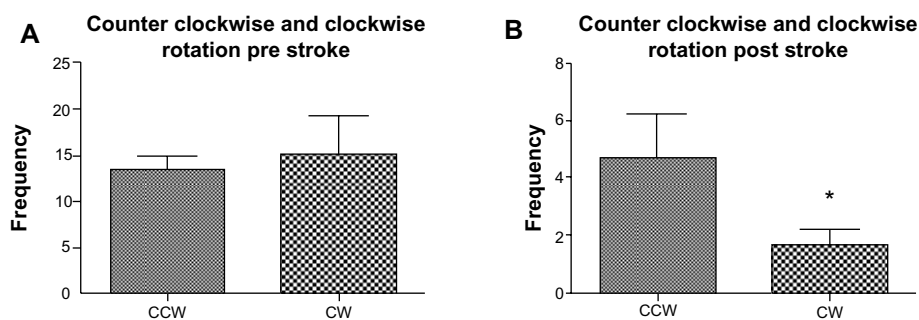 A
Counter clockwise and clockwise
rotation pre stroke
Frequency
25
20
15
10
5
0
CCW
CW
B
Counter clockwise and clockwise
rotation post stroke
Frequency
8
6
4
2
0
*
CCW
CW